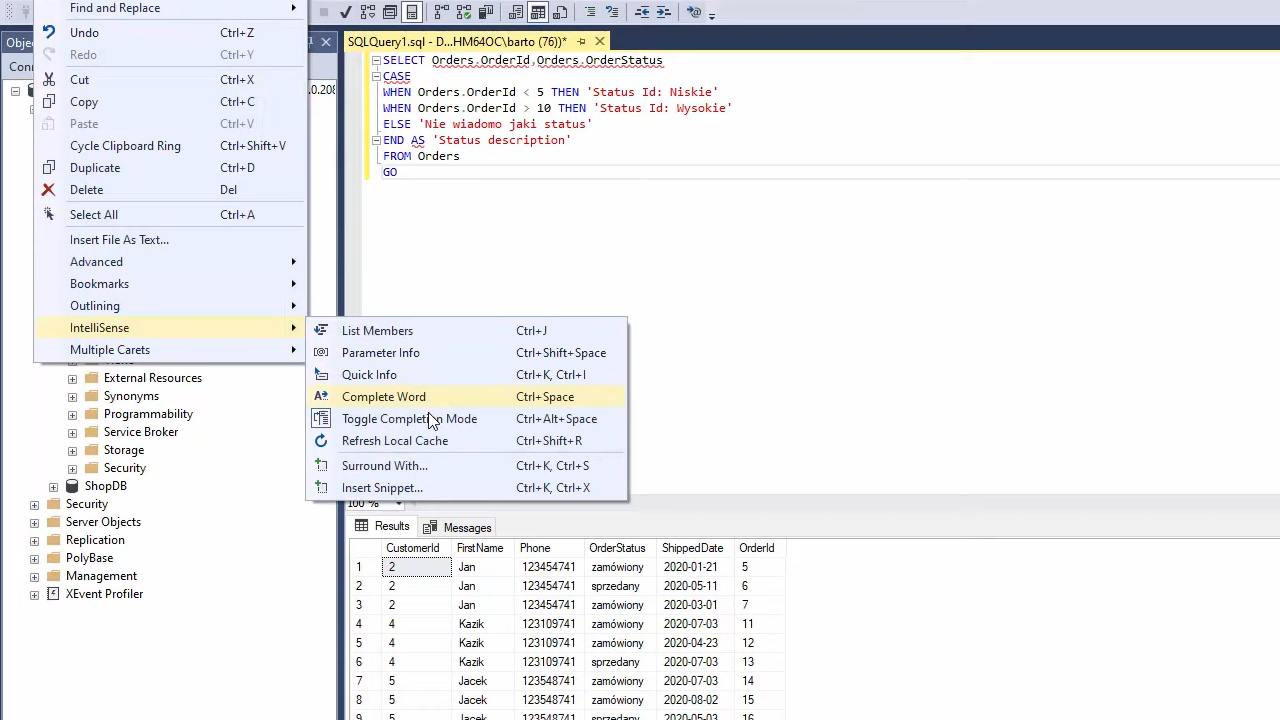 Find and Replace
Undo Ctrl+Z
Redo Ctrl+Y
Cut Ctrl+X
Copy Ctrl+C
Paste Ctrl+V
Cycle Clipboard Ring Ctrl+Shift+V
Duplicate Ctrl+D
Delete Del
Select All Ctrl+A
Insert File As Text...
Advanced
Bookmarks
Outlining
IntelliSense
Multiple Carets
List Members Ctrl+J
Parameter Info Ctrl+Shift+Space
Quick Info Ctrl+K, Ctrl+I
Complete Word Ctrl+Space
Toggle Completion Mode Ctrl+Alt+Space
Refresh Local Cache Ctrl+Shift+R
Surround With... Ctrl+K, Ctrl+S
Insert Snippet... Ctrl+K, Ctrl+X
External Resources
Synonyms
Programmability
Service Broker
Storage
Security
ShopDB
Security
Server Objects
Replication
PolyBase
Management
XEvent Profiler
SQLQuery1.sql - D...HM64OC\barto (76))*
SELECT Orders.OrderId,Orders.OrderStatus
CASE
WHEN Orders.OrderId < 5 THEN 'Status Id: Niskie'
WHEN Orders.OrderId > 10 THEN 'Status Id: Wysokie'
ELSE 'Nie wiadomo jaki status'
END AS 'Status description'
FROM Orders
GO
100 %
Results Messages
CustomerId FirstName Phone OrderStatus ShippedDate OrderId
1 2 Jan 123454741 zamówiony 2020-01-21 5
2 2 Jan 123454741 sprzedany 2020-05-11 6
3 2 Jan 123454741 zamówiony 2020-03-01 7
4 4 Kazik 123109741 zamówiony 2020-07-03 11
5 4 Kazik 123109741 zamówiony 2020-04-23 12
6 4 Kazik 123109741 sprzedany 2020-07-03 13
7 5 Jacek 123548741 zamówiony 2020-07-03 14
8 5 Jacek 123548741 zamówiony 2020-08-02 15
9 5 Jacek 123548741 sprzedany 2020-05-03 16